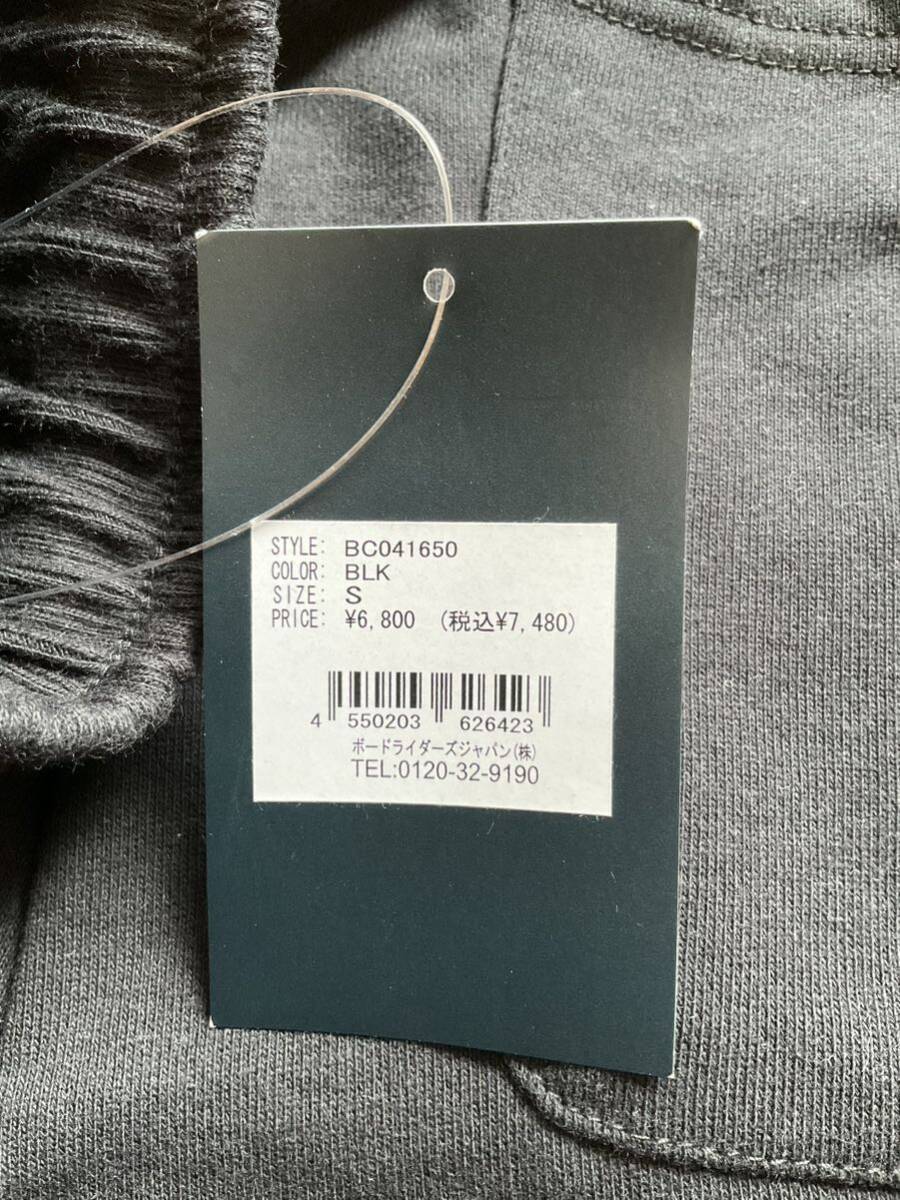 STYLE: BC041650
COLOR: BLK
SIZE: S
PRICE: ¥6,800 (税込¥7,480)
4 550203 626423
ボードライダーズジャパン(株)
TEL:0120-32-9190